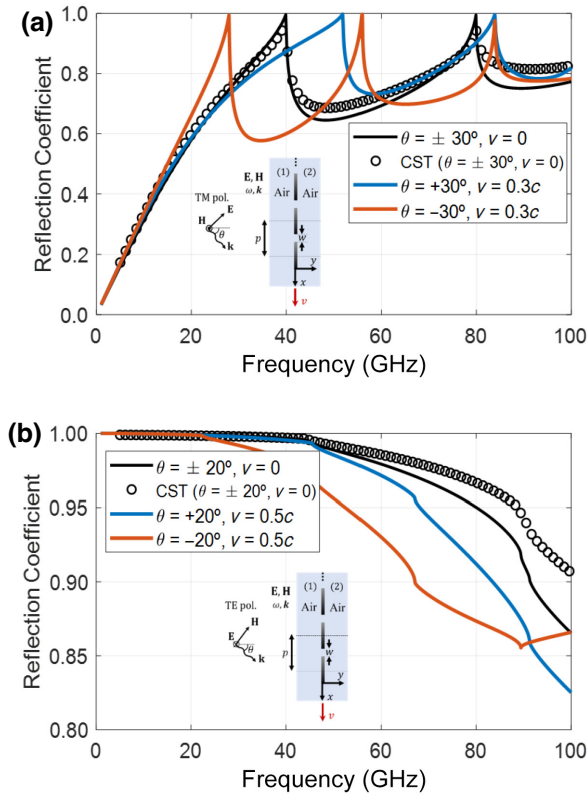 (a)
1.0
0.8
0.6
0.4
0.2
0.0
Reflection Coefficient
θ = ± 30º, v = 0
CST (θ = ± 30º, v = 0)
θ = +30º, v = 0.3c
θ = −30º, v = 0.3c
(1) (2)
E, H Air Air
ω, k
TM pol.
H E
θ
k
p
w
y
x
v
0 20 40 60 80 100
Frequency (GHz)
(b)
1.00
0.95
0.90
0.85
0.80
Reflection Coefficient
θ = ± 20º, v = 0
CST (θ = ± 20º, v = 0)
θ = +20º, v = 0.5c
θ = −20º, v = 0.5c
(1) (2)
E, H
ω, k Air Air
TE pol.
H
E
θ
k
p
w
y
x
v
0 20 40 60 80 100
Frequency (GHz)